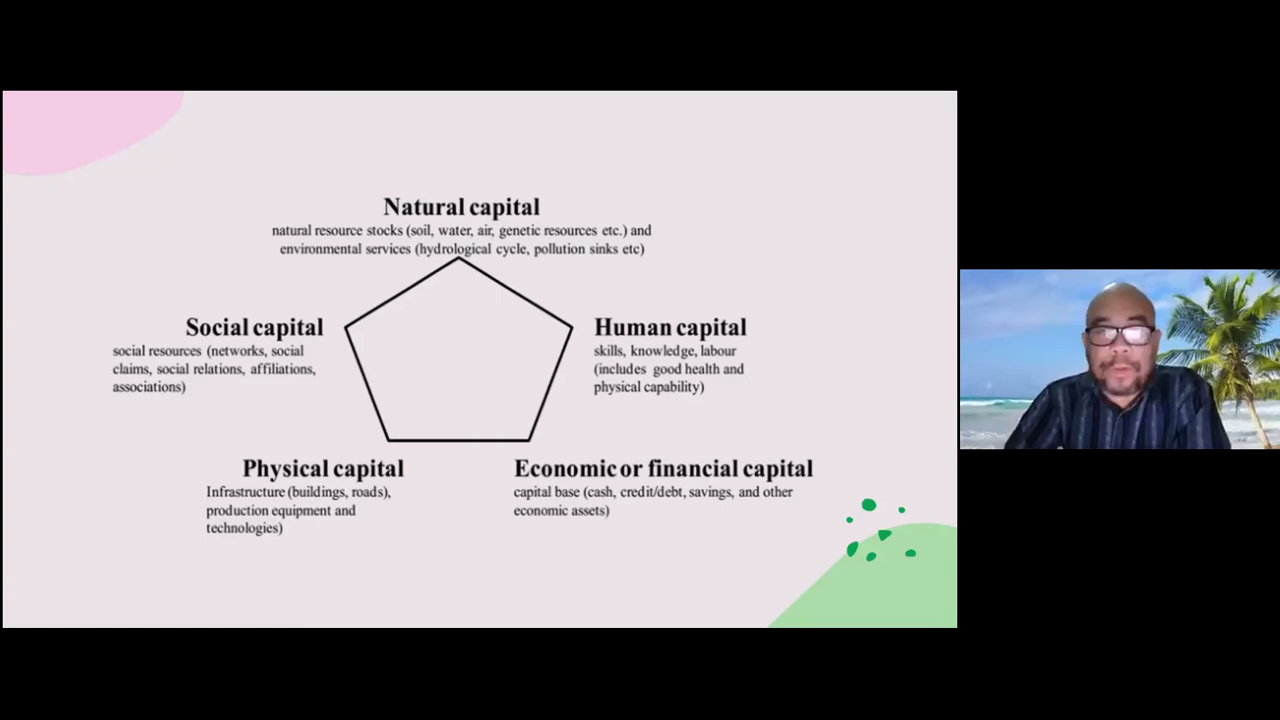 Natural capital
natural resource stocks (soil, water, air, genetic resources etc.) and
environmental services (hydrological cycle, pollution sinks etc)
Social capital
social resources (networks, social
claims, social relations, affiliations,
associations)
Human capital
skills, knowledge, labour
(includes good health and
physical capability)
Physical capital
Infrastructure (buildings, roads),
production equipment and
technologies)
Economic or financial capital
capital base (cash, credit/debt, savings, and other
economic assets)